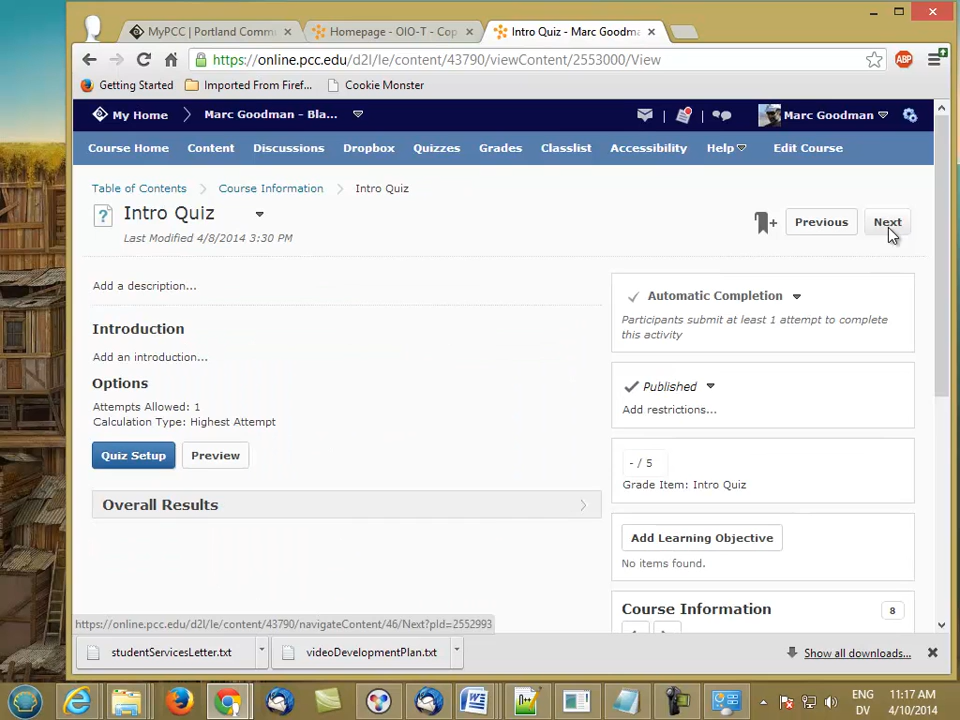 MyPCC | Portland Commu
Homepage - OIO-T - Cop
Intro Quiz - Marc Goodma
https://online.pcc.edu/d2l/le/content/43790/viewContent/2553000/View
ABP
Getting Started
Imported From Firef...
Cookie Monster
My Home
Marc Goodman - Bla...
Marc Goodman
Course Home
Content
Discussions
Dropbox
Quizzes
Grades
Classlist
Accessibility
Help
Edit Course
Table of Contents
Course Information
Intro Quiz
Intro Quiz
Last Modified 4/8/2014 3:30 PM
Previous
Next
Add a description...
Introduction
Add an introduction...
Options
Attempts Allowed: 1
Calculation Type: Highest Attempt
Quiz Setup
Preview
Overall Results
Automatic Completion
Participants submit at least 1 attempt to complete
this activity
Published
Add restrictions...
- / 5
Grade Item: Intro Quiz
Add Learning Objective
No items found.
Course Information
8
https://online.pcc.edu/d2l/le/content/43790/navigateContent/46/Next?pId=2552993
studentServicesLetter.txt
videoDevelopmentPlan.txt
Show all downloads...
ENG
DV
11:17 AM
4/10/2014